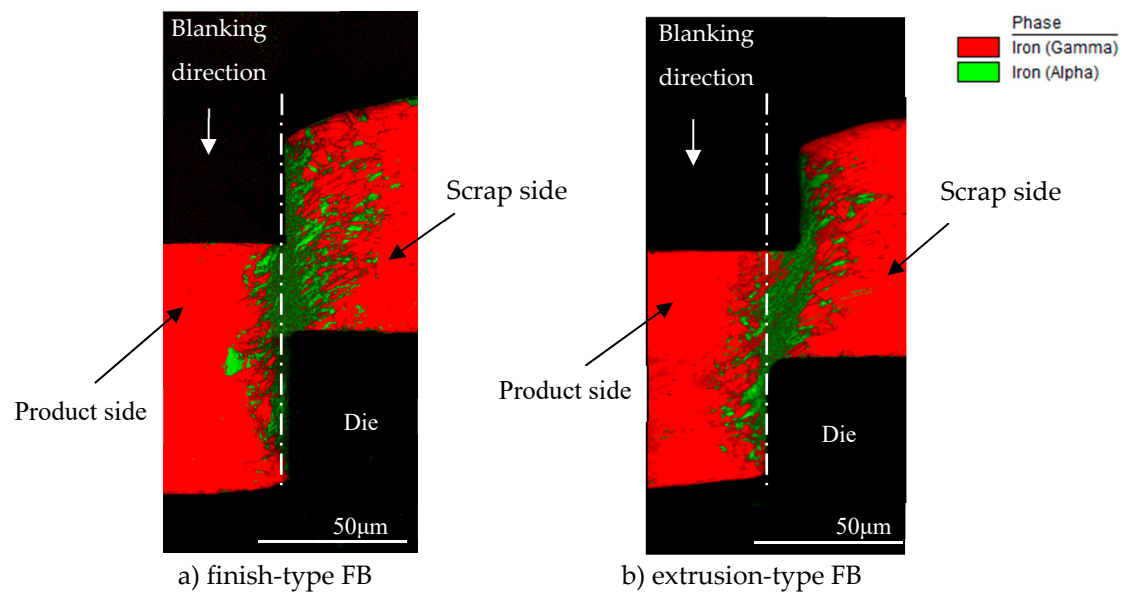 Blanking
direction
Scrap side
Product side
Die
50μm
a) finish-type FB
Blanking
direction
Scrap side
Product side
Die
50μm
b) extrusion-type FB
Phase
Iron (Gamma)
Iron (Alpha)